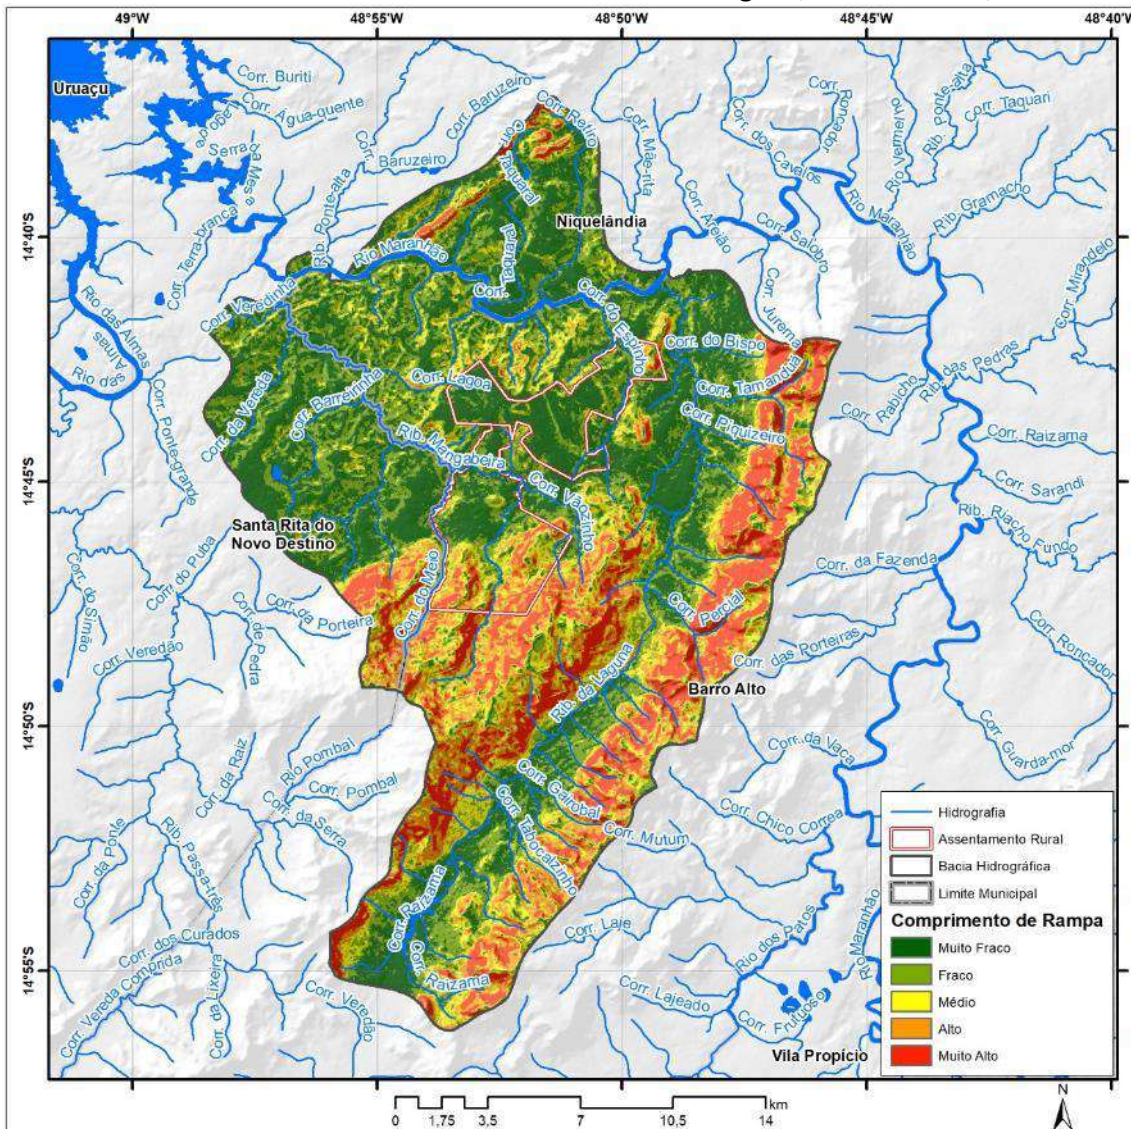 49°W
48°55'W
48°50'W
48°45'W
48°40'W
Uruaçu
Corr. Buriti
Corr. Água-quente
Corr. Baruzeiro
Corr. Baruzeiro
Corr. Retiro
Corr. Taquaral
Corr. Mãe-rita
Corr. dos Cavalos
Corr. Roncador
Rio Vermelho
Rib. Ponte-alta
Corr. Taquari
Lago de
Serra da Mesa
Rib. Ponte-alta
Corr. Terra-branca
Niquelândia
Corr. Areião
Corr. Salobro
Rio Maranhão
Rib. Gramacho
Corr. Mirandelo
14°40'S
Rio Maranhão
Corr. Taquaral
Corr. Veredinha
Rio das Almas
Rio das Almas
Corr. do Espinho
Corr. Jurema
Corr. do Bispo
Corr. Tamanduá
Corr. Rabicho
Rib. das Pedras
Corr. Lagoa
Corr. Barreirinha
Corr. da Vereda
Corr. Ponte-grande
Rib. Mangabeira
Corr. Piquizeiro
Corr. Raizama
Corr. Sarandi
14°45'S
Corr. Vãozinho
Rib. Riacho Fundo
Santa Rita do
Novo Destino
Corr. do Puba
Corr. do Simão
Corr. da Porteira
Corr. de Pedra
Corr. do Meio
Corr. da Fazenda
Corr. Percial
Corr. das Porteiras
Corr. Roncador
Corr. Veredão
Rib. da Laguna
Barro Alto
14°50'S
Corr. da Raiz
Rio Pombal
Corr. Pombal
Corr. da Serra
Corr. da Vaca
Corr. Guarda-mor
Corr. Gairobal
Corr. Mutum
Corr. Chico Correa
Corr. Tabocalzinho
Corr. da Ponte
Rib. Passa-três
Corr. Raizama
Corr. Laje
Rio dos Patos
Rio Maranhão
Corr. dos Curados
Corr. Vereda Comprida
Corr. da Lixeira
Corr. Veredão
Corr. Raizama
Corr. Lajeado
Corr. Frutuoso
14°55'S
Vila Propício
Hidrografia
Assentamento Rural
Bacia Hidrográfica
Limite Municipal
Comprimento de Rampa
Muito Fraco
Fraco
Médio
Alto
Muito Alto
km
0
1,75
3,5
7
10,5
14
N